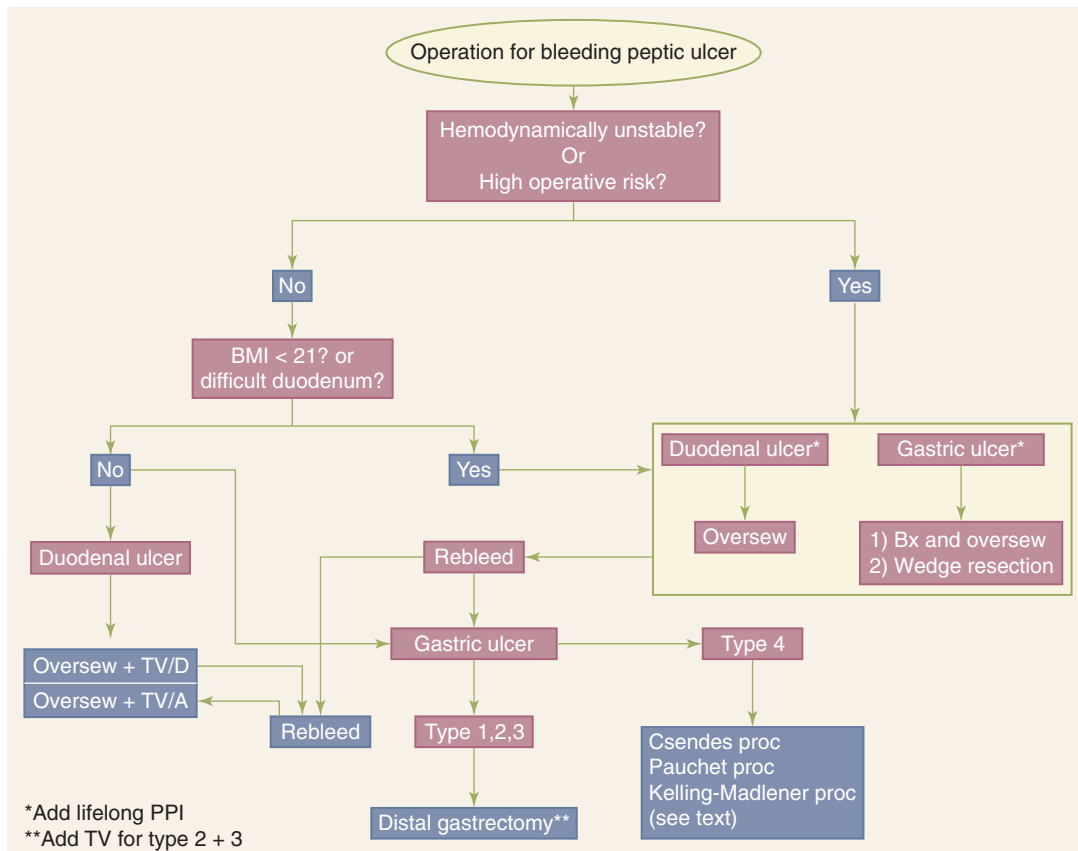 Operation for bleeding peptic ulcer
Hemodynamically unstable?
Or
High operative risk?
No
Yes
BMI < 21? or
difficult duodenum?
No
Yes
Duodenal ulcer*
Gastric ulcer*
Oversew
1) Bx and oversew
2) Wedge resection
Duodenal ulcer
Rebleed
Gastric ulcer
Type 4
Oversew + TV/D
Oversew + TV/A
Rebleed
Type 1,2,3
Csendes proc
Pauchet proc
Kelling-Madlener proc
(see text)
Distal gastrectomy**
*Add lifelong PPI
**Add TV for type 2 + 3